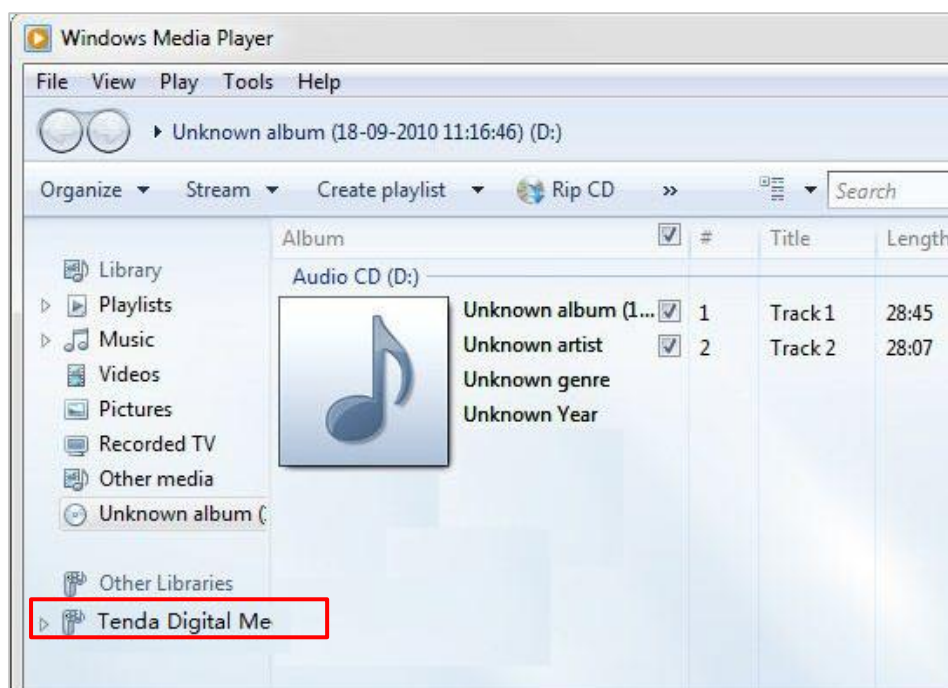 Windows Media Player
File View Play Tools Help
Unknown album (18-09-2010 11:16:46) (D:)
Organize Stream Create playlist Rip CD » Search
Album # Title Length
Library
Playlists
Music
Videos
Pictures
Recorded TV
Other media
Unknown album (
Other Libraries
Tenda Digital Me
Audio CD (D:)
Unknown album (1... 1 Track 1 28:45
Unknown artist 2 Track 2 28:07
Unknown genre
Unknown Year